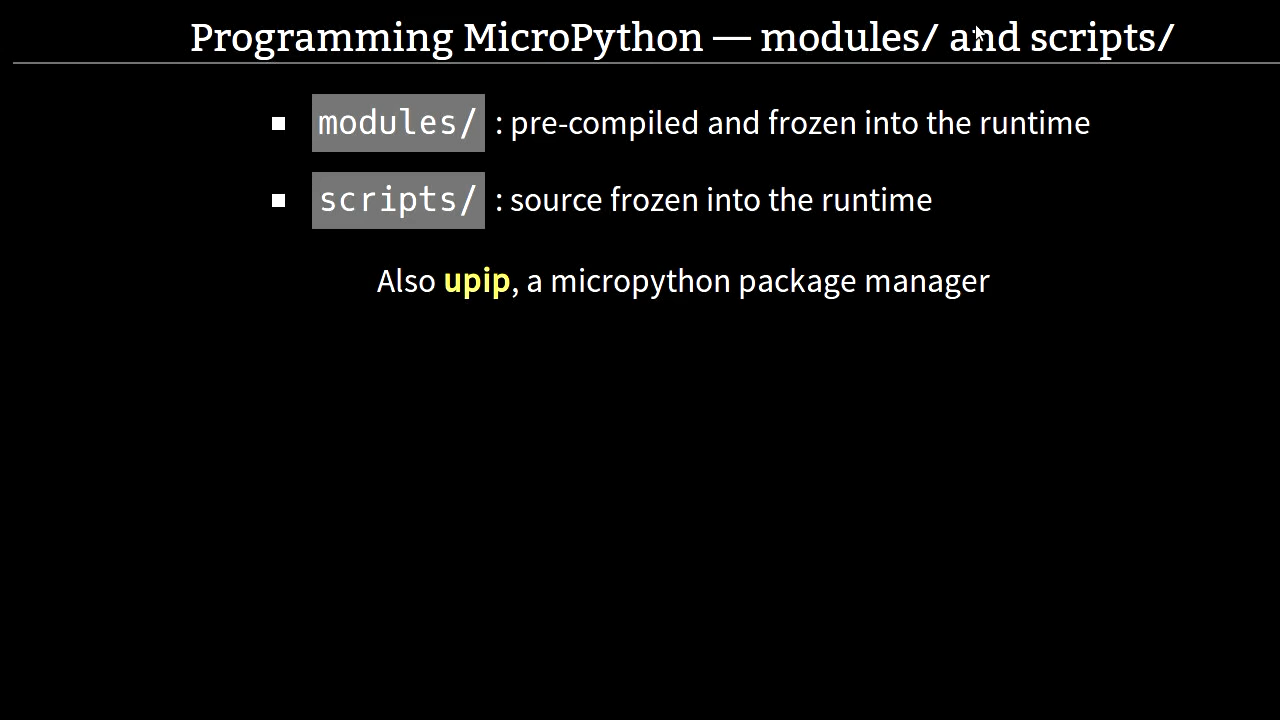 Programming MicroPython — modules/ and scripts/
modules/ : pre-compiled and frozen into the runtime
scripts/ : source frozen into the runtime
Also upip, a micropython package manager